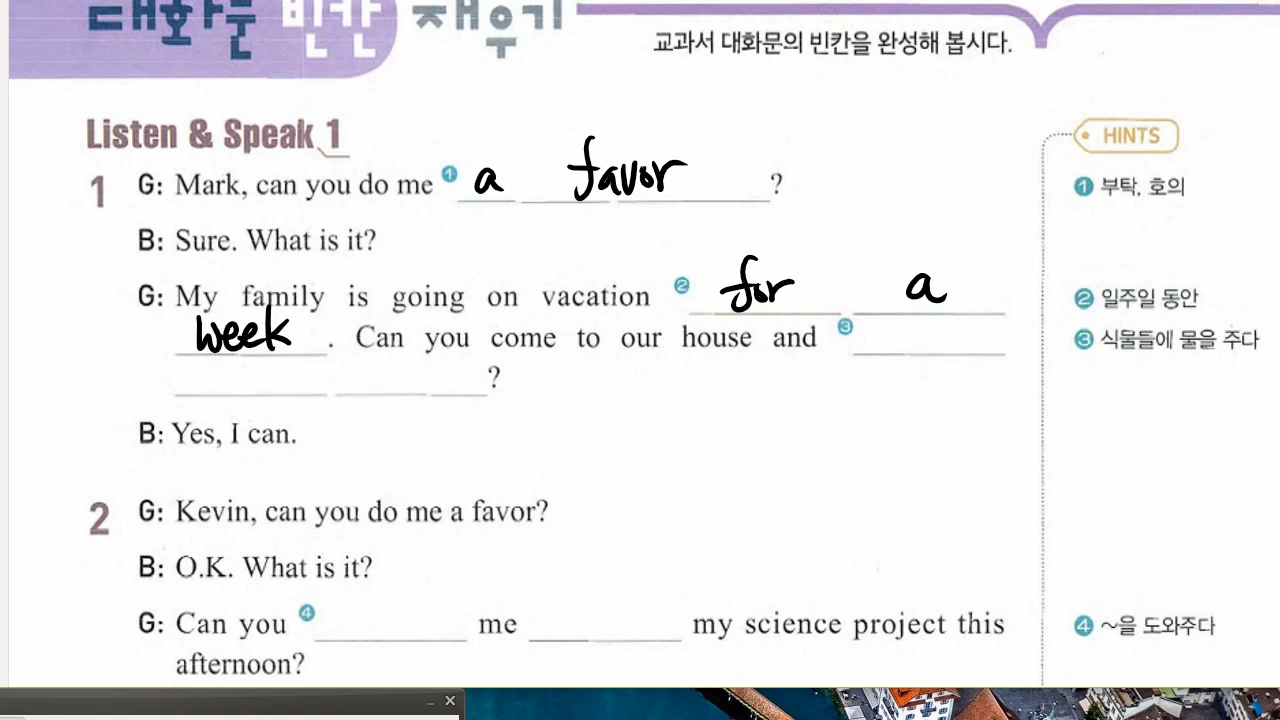 대화문 빈칸 채우기
교과서 대화문의 빈칸을 완성해 봅시다.
Listen & Speak 1
HINTS
1 G: Mark, can you do me ❶ a favor ?
❶ 부탁, 호의
B: Sure. What is it?
G: My family is going on vacation ❷ for a
❷ 일주일 동안
week . Can you come to our house and ❸
❸ 식물들에 물을 주다
?
B: Yes, I can.
2 G: Kevin, can you do me a favor?
B: O.K. What is it?
G: Can you ❹ me my science project this
❹ ~을 도와주다
afternoon?